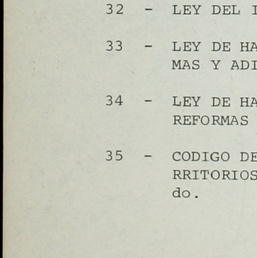 32 - LEY DEL
33 - LEY DE HA
MAS Y ADI
34 - LEY DE HA
REFORMAS
35 - CODIGO DE
RRITORIOS
do.